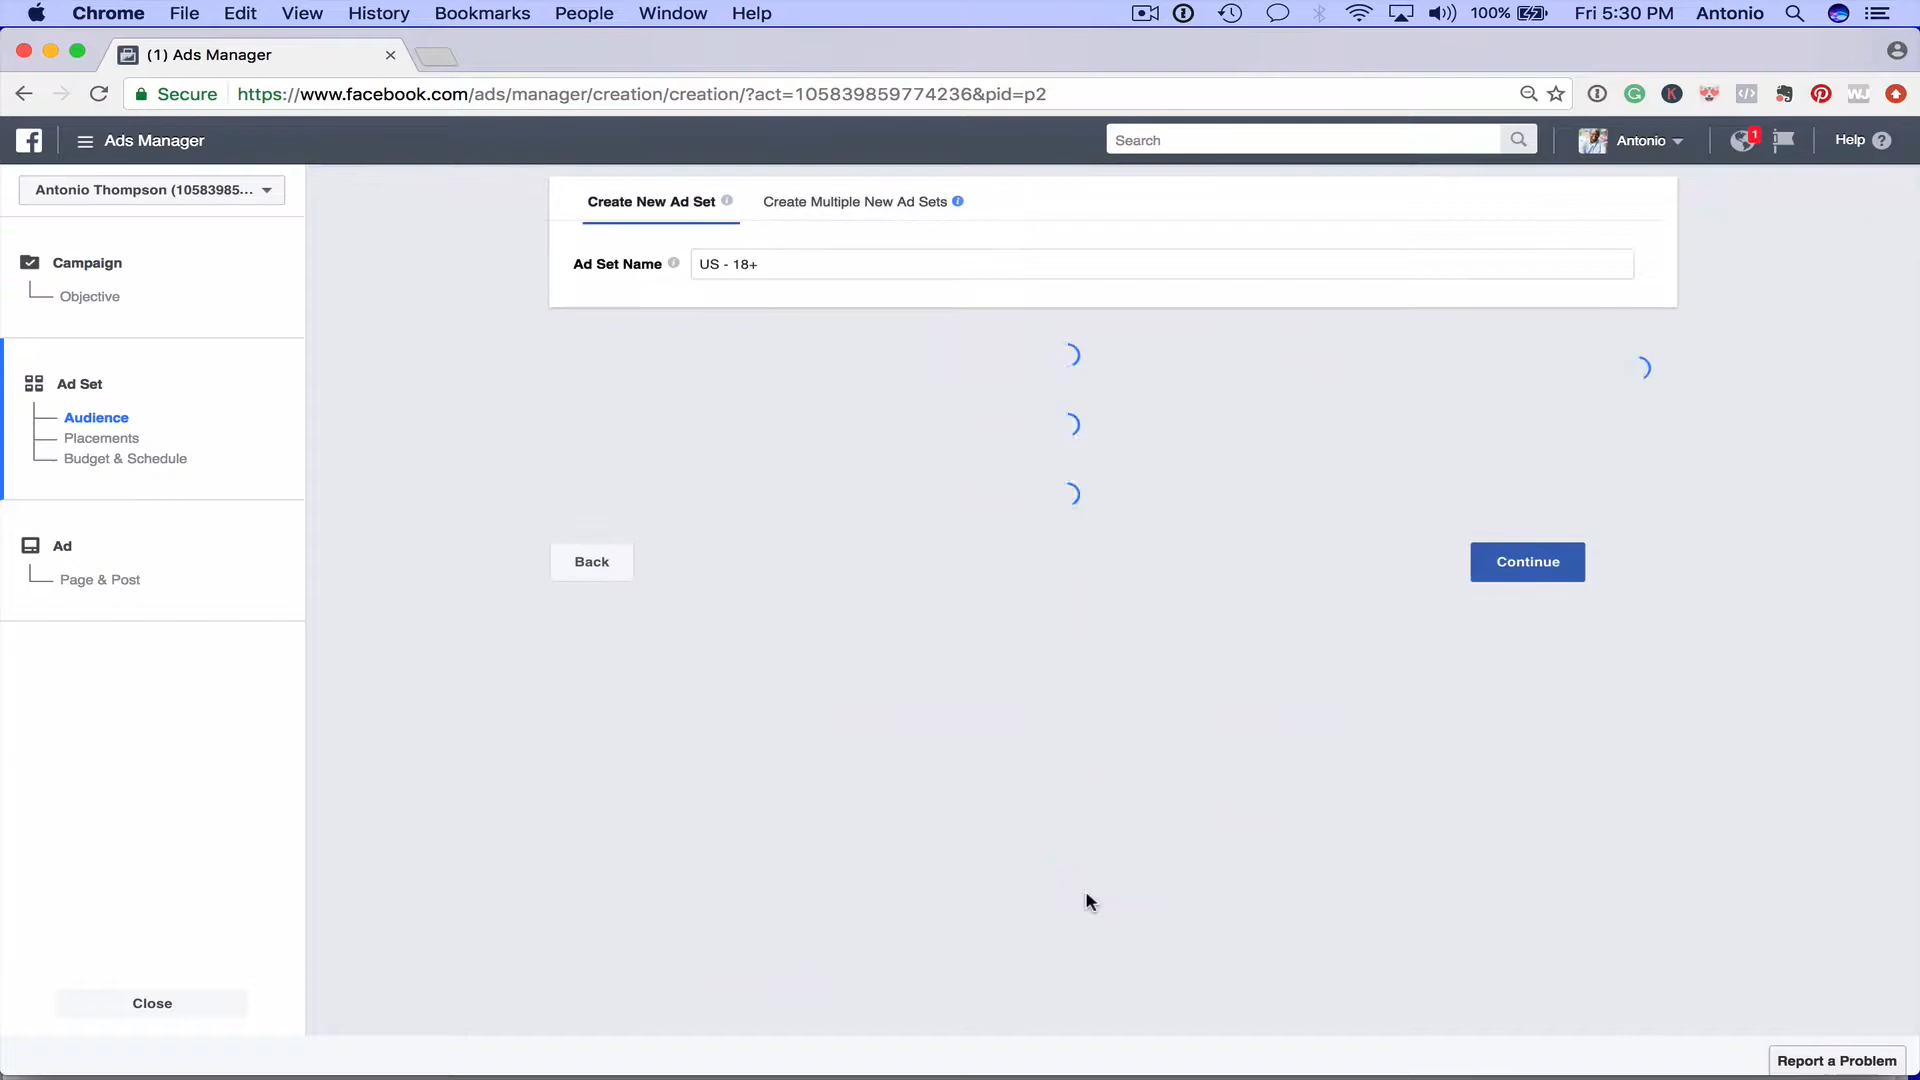 Chrome File Edit View History Bookmarks People Window Help 100% Fri 5:30 PM Antonio
(1) Ads Manager
Secure https://www.facebook.com/ads/manager/creation/creation/?act=105839859774236&pid=p2
Ads Manager Search Antonio 1 Help ?
Antonio Thompson (10583985...
Create New Ad Set Create Multiple New Ad Sets
Ad Set Name US - 18+
Campaign
Objective
Ad Set
Audience
Placements
Budget & Schedule
Ad
Page & Post
Back Continue
Close
Report a Problem